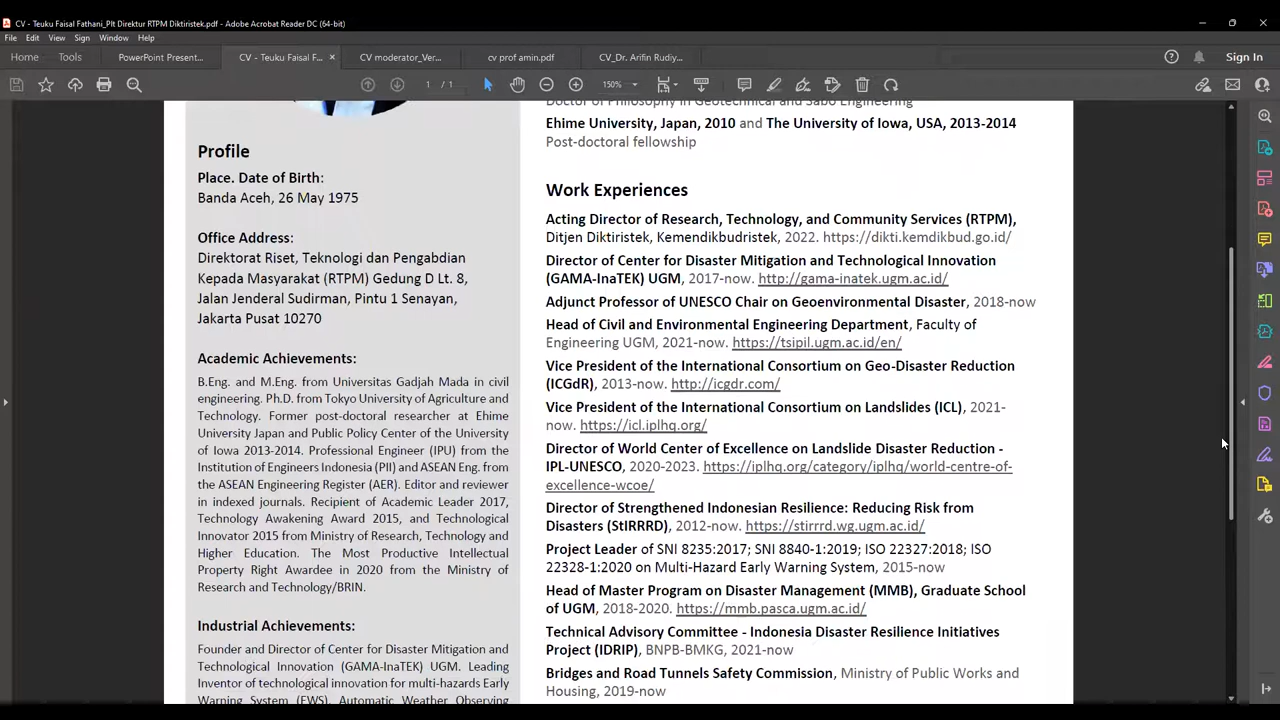 CV - Teuku Faisal Fathani_Plt Direktur RTPM Diktiristek.pdf - Adobe Acrobat Reader DC (64-bit)
File Edit View Sign Window Help
Home Tools PowerPoint Present... CV - Teuku Faisal F... × CV moderator_Ver... cv prof amin.pdf CV_Dr. Arifin Rudiy... Sign In
1 / 1 150%
Profile
Place. Date of Birth:
Banda Aceh, 26 May 1975
Office Address:
Direktorat Riset, Teknologi dan Pengabdian
Kepada Masyarakat (RTPM) Gedung D Lt. 8,
Jalan Jenderal Sudirman, Pintu 1 Senayan,
Jakarta Pusat 10270
Academic Achievements:
B.Eng. and M.Eng. from Universitas Gadjah Mada in civil
engineering. Ph.D. from Tokyo University of Agriculture and
Technology. Former post-doctoral researcher at Ehime
University Japan and Public Policy Center of the University
of Iowa 2013-2014. Professional Engineer (IPU) from the
Institution of Engineers Indonesia (PII) and ASEAN Eng. from
the ASEAN Engineering Register (AER). Editor and reviewer
in indexed journals. Recipient of Academic Leader 2017,
Technology Awakening Award 2015, and Technological
Innovator 2015 from Ministry of Research, Technology and
Higher Education. The Most Productive Intellectual
Property Right Awardee in 2020 from the Ministry of
Research and Technology/BRIN.
Industrial Achievements:
Founder and Director of Center for Disaster Mitigation and
Technological Innovation (GAMA-InaTEK) UGM. Leading
Inventor of technological innovation for multi-hazards Early
Warning System (EWS), Automatic Weather Observing
Doctor of Philosophy in Geotechnical and Sabo Engineering
Ehime University, Japan, 2010 and The University of Iowa, USA, 2013-2014
Post-doctoral fellowship
Work Experiences
Acting Director of Research, Technology, and Community Services (RTPM),
Ditjen Diktiristek, Kemendikbudristek, 2022. https://dikti.kemdikbud.go.id/
Director of Center for Disaster Mitigation and Technological Innovation
(GAMA-InaTEK) UGM, 2017-now. http://gama-inatek.ugm.ac.id/
Adjunct Professor of UNESCO Chair on Geoenvironmental Disaster, 2018-now
Head of Civil and Environmental Engineering Department, Faculty of
Engineering UGM, 2021-now. https://tsipil.ugm.ac.id/en/
Vice President of the International Consortium on Geo-Disaster Reduction
(ICGdR), 2013-now. http://icgdr.com/
Vice President of the International Consortium on Landslides (ICL), 2021-
now. https://icl.iplhq.org/
Director of World Center of Excellence on Landslide Disaster Reduction -
IPL-UNESCO, 2020-2023. https://iplhq.org/category/iplhq/world-centre-of-
excellence-wcoe/
Director of Strengthened Indonesian Resilience: Reducing Risk from
Disasters (StIRRRD), 2012-now. https://stirrrd.wg.ugm.ac.id/
Project Leader of SNI 8235:2017; SNI 8840-1:2019; ISO 22327:2018; ISO
22328-1:2020 on Multi-Hazard Early Warning System, 2015-now
Head of Master Program on Disaster Management (MMB), Graduate School
of UGM, 2018-2020. https://mmb.pasca.ugm.ac.id/
Technical Advisory Committee - Indonesia Disaster Resilience Initiatives
Project (IDRIP), BNPB-BMKG, 2021-now
Bridges and Road Tunnels Safety Commission, Ministry of Public Works and
Housing, 2019-now